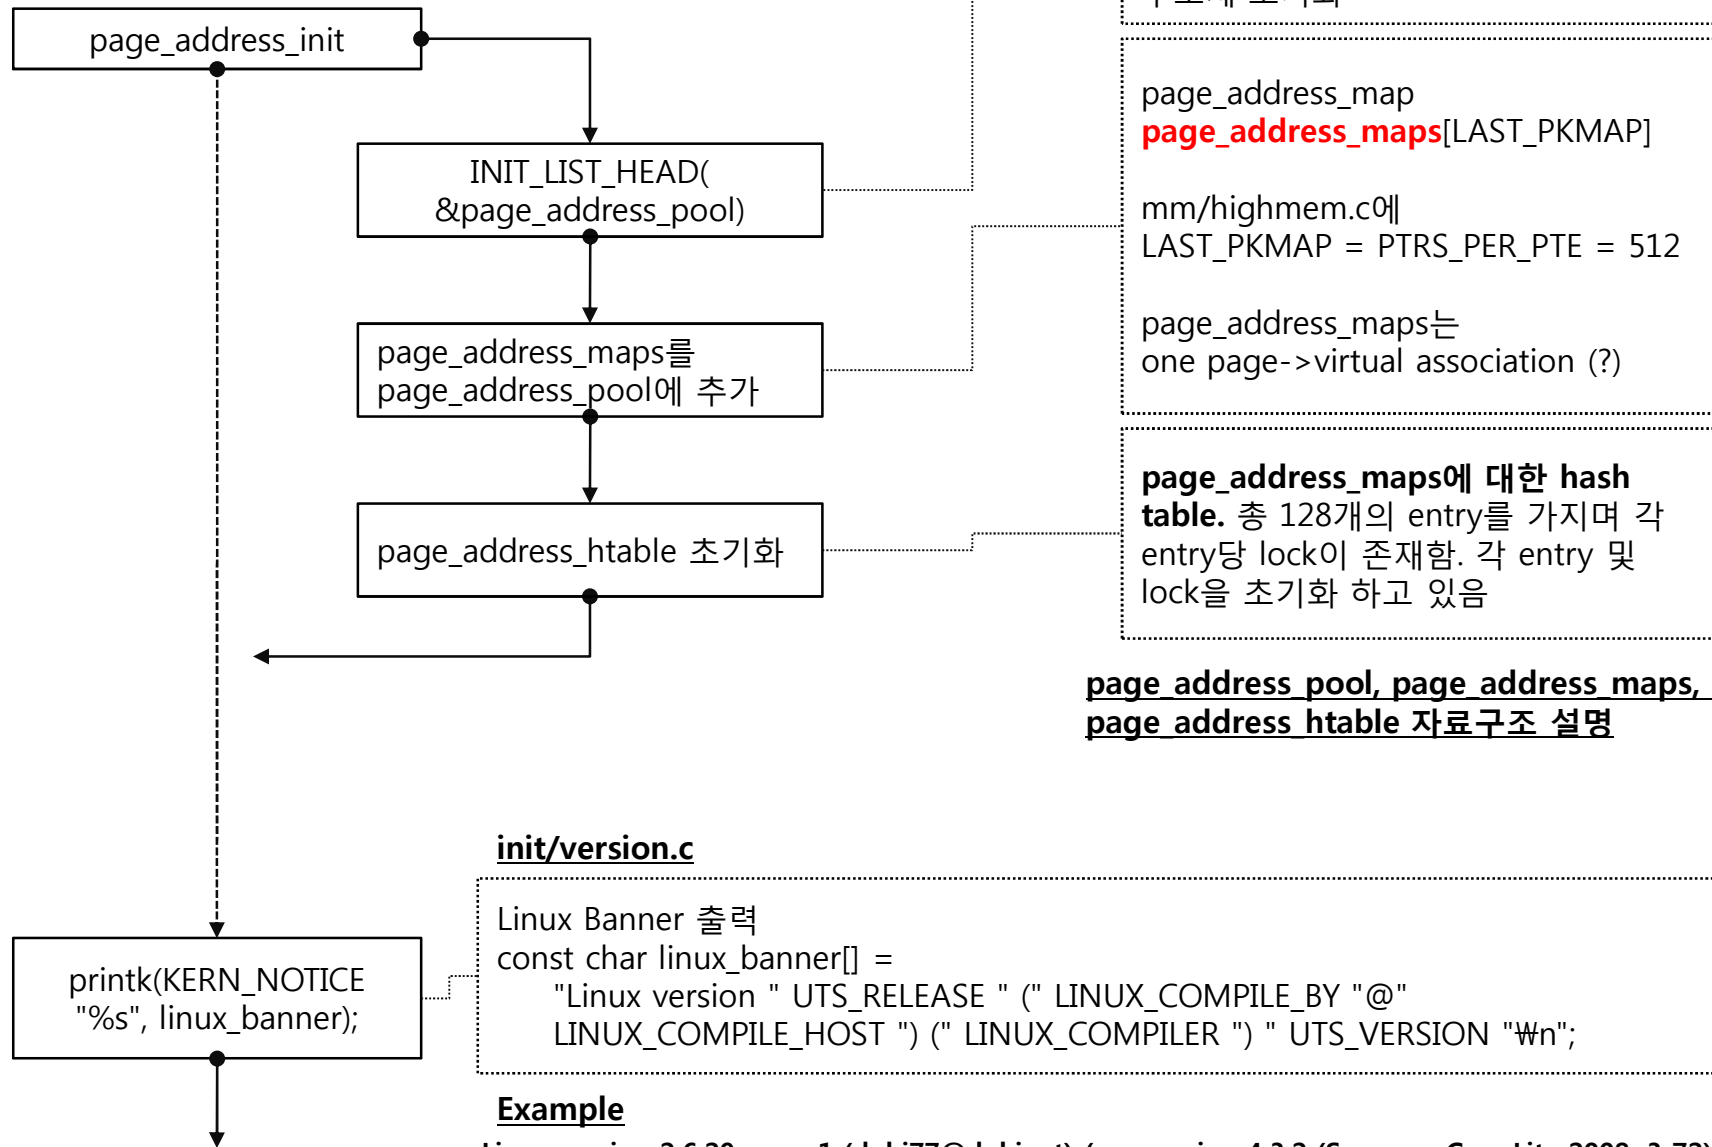 page_address_init
INIT_LIST_HEAD(
&page_address_pool)
page_address_maps를
page_address_pool에 추가
page_address_htable 초기화
page_address_map
page_address_maps[LAST_PKMAP]
mm/highmem.c에
LAST_PKMAP = PTRS_PER_PTE = 512
page_address_maps는
one page->virtual association (?)
page_address_maps에 대한 hash
table. 총 128개의 entry를 가지며 각
entry당 lock이 존재함. 각 entry 및
lock을 초기화 하고 있음
page_address_pool, page_address_maps,
page_address_htable 자료구조 설명
init/version.c
printk(KERN_NOTICE
"%s", linux_banner);
Linux Banner 출력
const char linux_banner[] =
"Linux version " UTS_RELEASE " (" LINUX_COMPILE_BY "@"
LINUX_COMPILE_HOST ") (" LINUX_COMPILER ") " UTS_VERSION "₩n";
Example